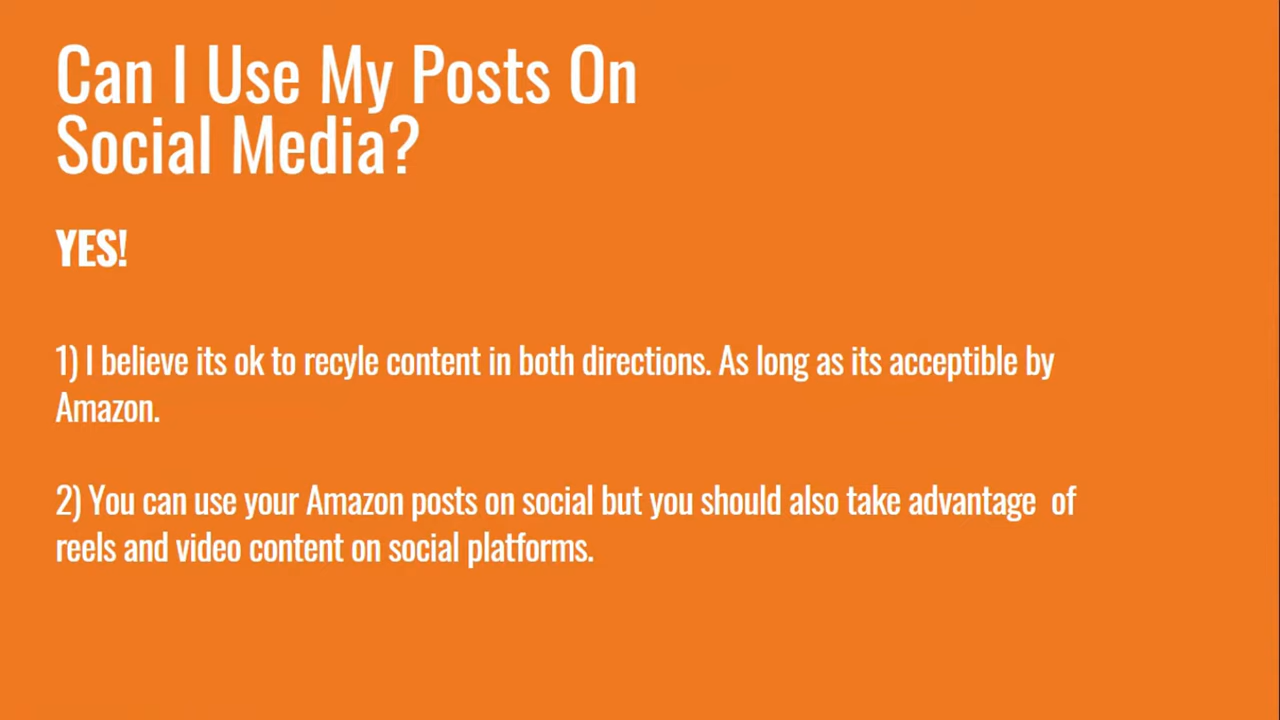 Can I Use My Posts On
Social Media?
YES!
1) I believe its ok to recyle content in both directions. As long as its acceptible by
Amazon.
2) You can use your Amazon posts on social but you should also take advantage  of
reels and video content on social platforms.